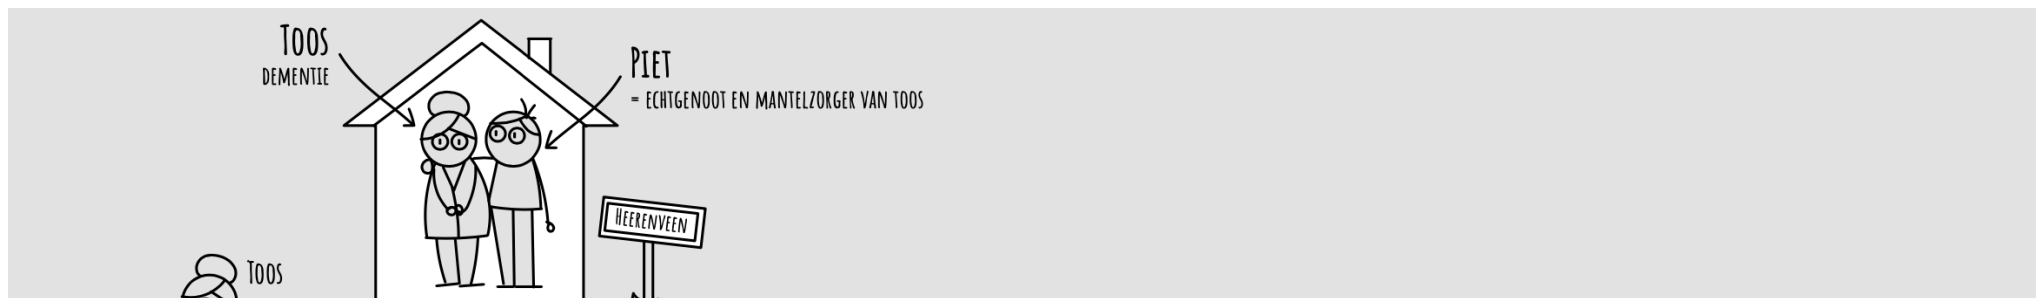 Toos
dementie
Piet
= echtgenoot en mantelzorger van Toos
Heerenveen
Toos